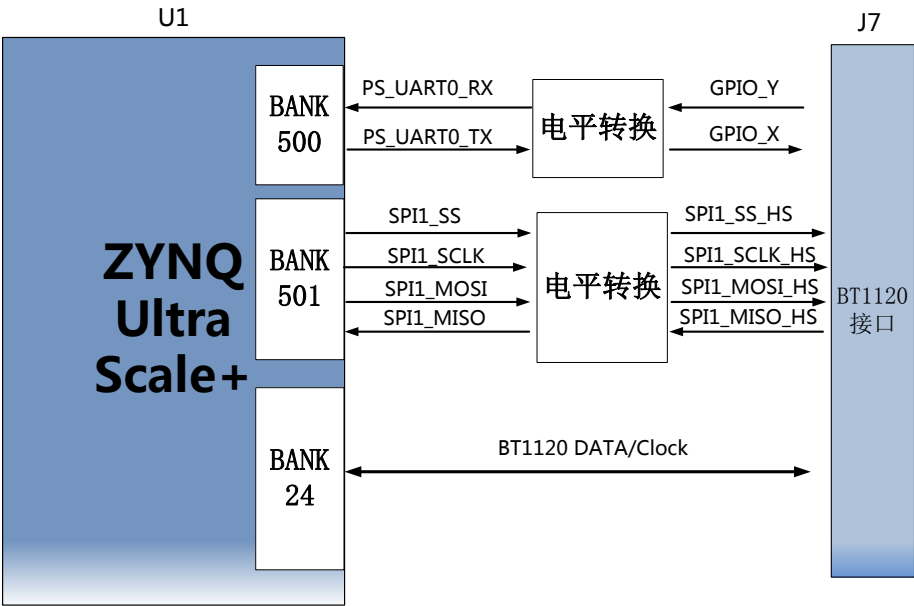 U1
J7
BANK
500
PS_UART0_RX
PS_UART0_TX
电平转换
GPIO_Y
GPIO_X
ZYNQ
Ultra
Scale+
BANK
501
SPI1_SS
SPI1_SCLK
SPI1_MOSI
SPI1_MISO
电平转换
SPI1_SS_HS
SPI1_SCLK_HS
SPI1_MOSI_HS
SPI1_MISO_HS
BT1120
接口
BANK
24
BT1120 DATA/Clock